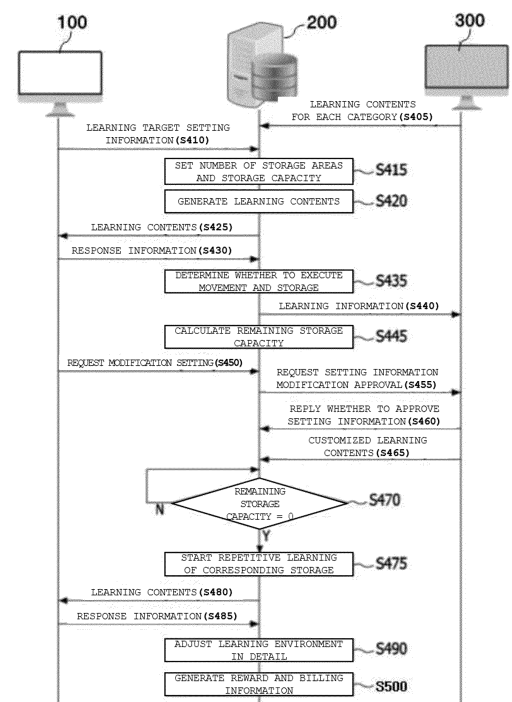 100
200
300
LEARNING CONTENTS
FOR EACH CATEGORY(S405)
LEARNING TARGET SETTING
INFORMATION(S410)
SET NUMBER OF STORAGE AREAS
AND STORAGE CAPACITY
S415
GENERATE LEARNING CONTENTS
S420
LEARNING CONTENTS(S425)
RESPONSE INFORMATION(S430)
DETERMINE WHETHER TO EXECUTE
MOVEMENT AND STORAGE
S435
LEARNING INFORMATION(S440)
CALCULATE REMAINING STORAGE
CAPACITY
S445
REQUEST MODIFICATION SETTING(S450)
REQUEST SETTING INFORMATION
MODIFICATION APPROVAL(S455)
REPLY WHETHER TO APPROVE
SETTING INFORMATION(S460)
CUSTOMIZED LEARNING
CONTENTS(S465)
REMAINING
STORAGE
CAPACITY = 0
S470
N
Y
START REPETITIVE LEARNING
OF CORRESPONDING STORAGE
S475
LEARNING CONTENTS(S480)
RESPONSE INFORMATION(S485)
ADJUST LEARNING ENVIRONMENT
IN DETAIL
S490
GENERATE REWARD AND BILLING
INFORMATION
S500